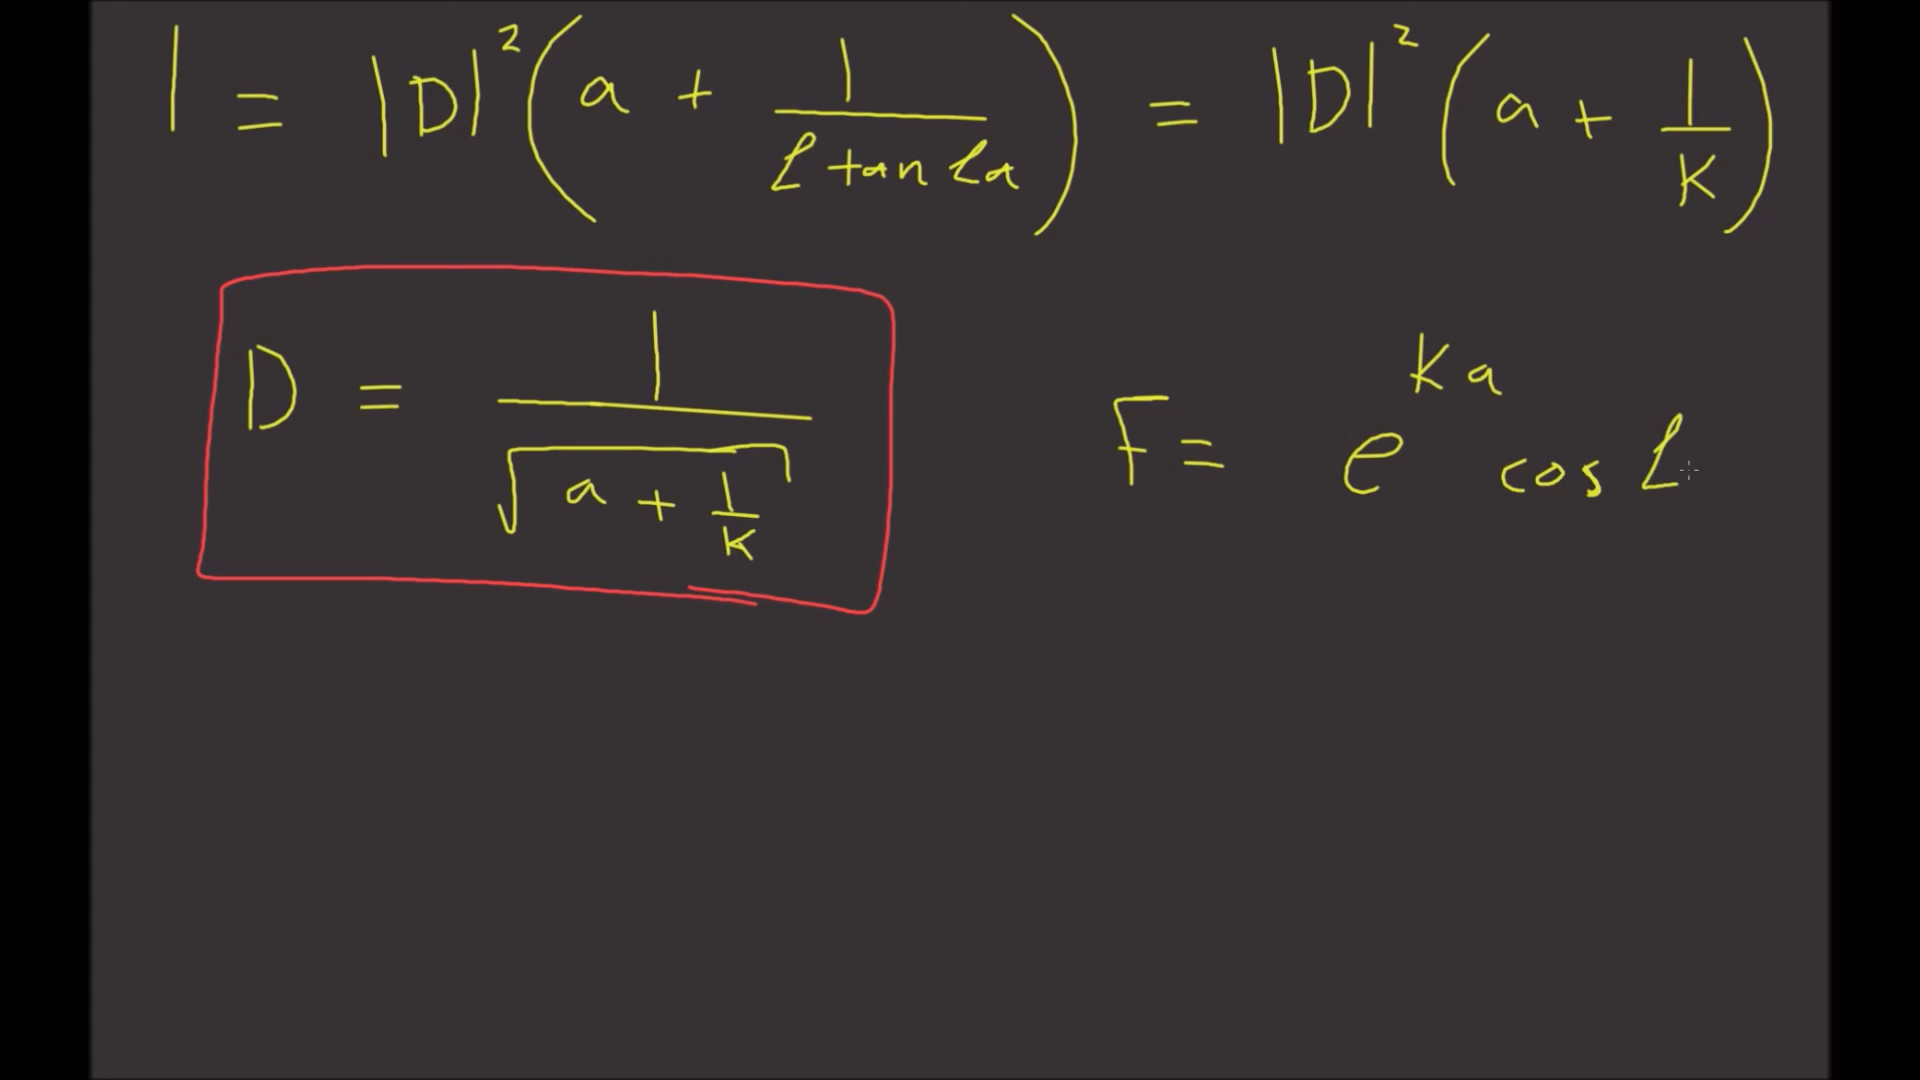 1 = |D|² ( a + 1 / (l tan la) ) = |D|² ( a + 1/K )
D = 1 / √(a + 1/K)
F = e^(Ka) cos l